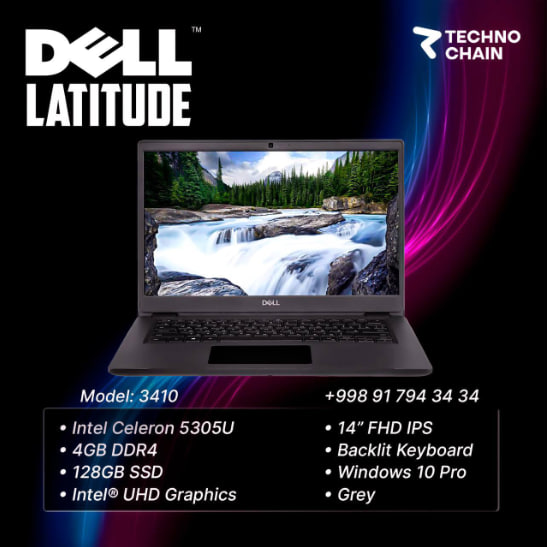 DELL™
LATITUDE
TECHNO
CHAIN
DELL
Model: 3410
+998 91 794 34 34
• Intel Celeron 5305U
• 4GB DDR4
• 128GB SSD
• Intel® UHD Graphics
• 14” FHD IPS
• Backlit Keyboard
• Windows 10 Pro
• Grey